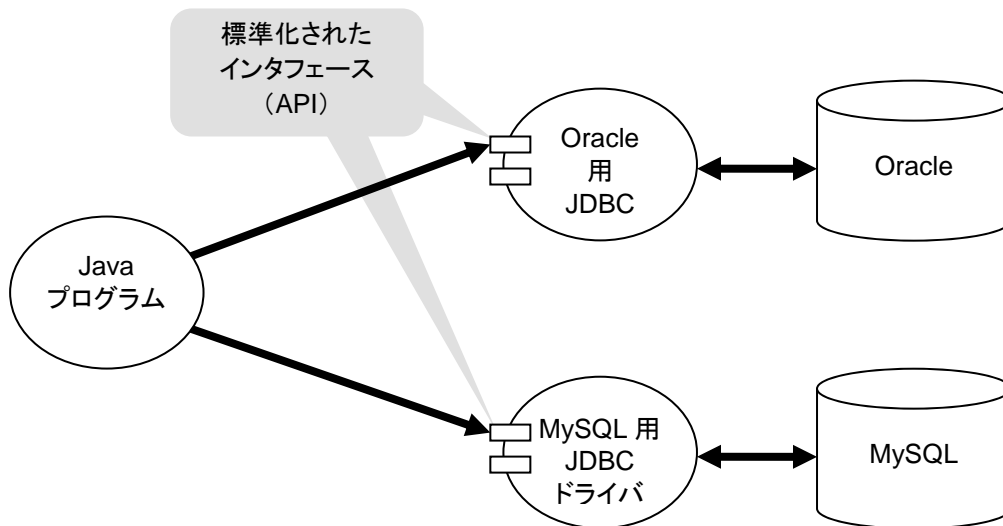 標準化された
インタフェース
（API）
Oracle
用
JDBC
Oracle
Java
プログラム
MySQL 用
JDBC
ドライバ
MySQL